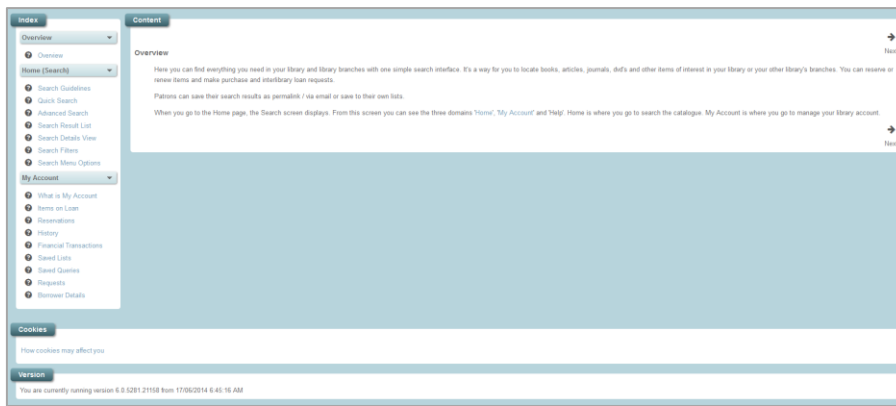 Index
Overview
Overview
Home (Search)
Search Guidelines
Quick Search
Advanced Search
Search Result List
Search Details View
Search Filters
Search Menu Options
My Account
What is My Account
Items on Loan
Reservations
History
Financial Transactions
Saved Lists
Saved Queries
Requests
Borrower Details
Content
Nex
Overview
Here you can find everything you need in your library and library branches with one simple search interface. It's a way for you to locate books, articles, journals, dvd's and other items of interest in your library or your other library's branches. You can reserve or
renew items and make purchase and interlibrary loan requests.
Patrons can save their search results as permalink / via email or save to their own lists.
When you go to the Home page, the Search screen displays. From this screen you can see the three domains 'Home', 'My Account' and 'Help'. Home is where you go to search the catalogue. My Account is where you go to manage your library account.
Nex
Cookies
How cookies may affect you
Version
You are currently running version 6.0.5281.21158 from 17/06/2014 6:45:16 AM